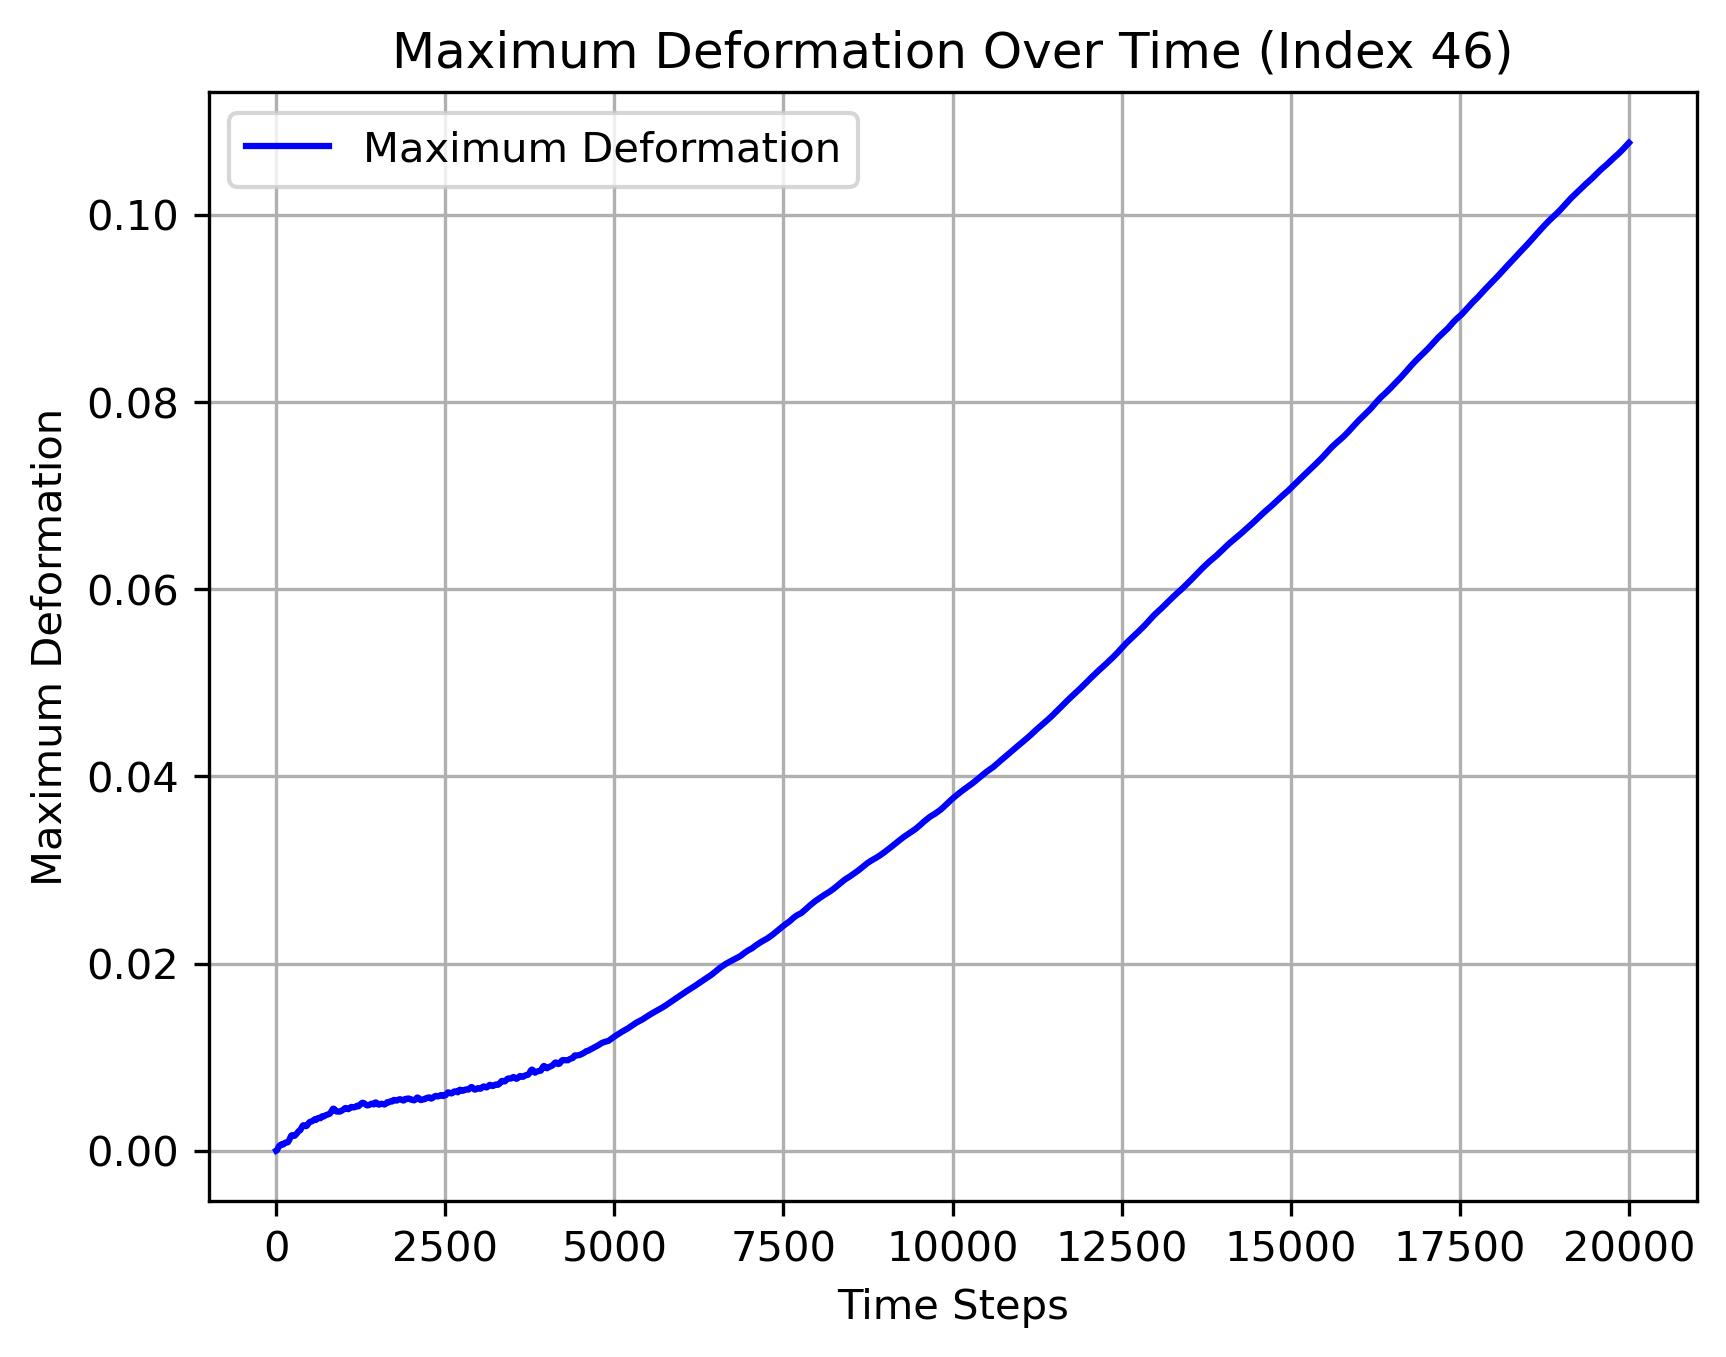 Maximum Deformation Over Time (Index 46)
Maximum Deformation
Maximum Deformation
0.10
0.08
0.06
0.04
0.02
0.00
0 2500 5000 7500 10000 12500 15000 17500 20000
Time Steps